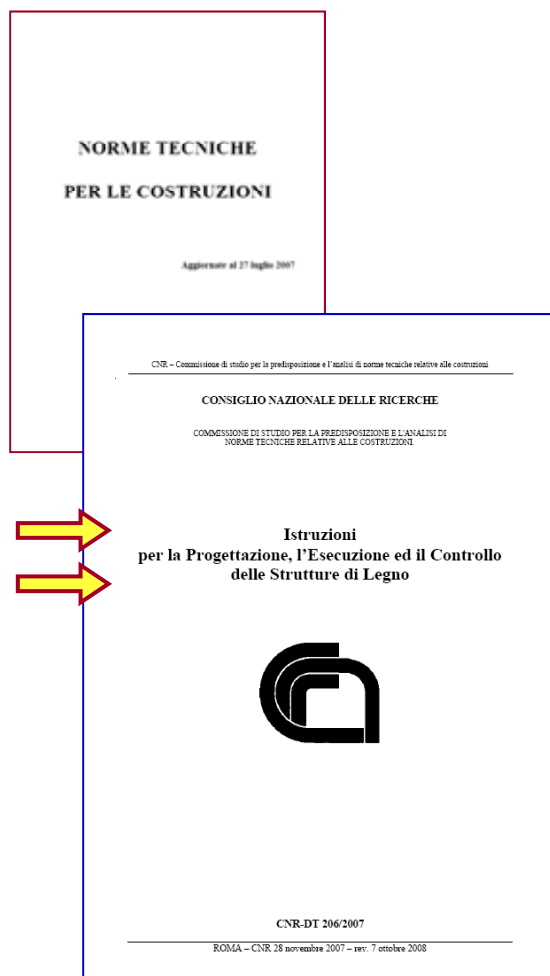 NORME TECNICHE
PER LE COSTRUZIONI
Aggiornate al 27 luglio 2007
CNR – Commissione di studio per la predisposizione e l'analisi di norme tecniche relative alle costruzioni
CONSIGLIO NAZIONALE DELLE RICERCHE
COMMISSIONE DI STUDIO PER LA PREDISPOSIZIONE E L'ANALISI DI
NORME TECNICHE RELATIVE ALLE COSTRUZIONI
Istruzioni
per la Progettazione, l'Esecuzione ed il Controllo
delle Strutture di Legno
CNR-DT 206/2007
ROMA – CNR 28 novembre 2007 – rev. 7 ottobre 2008